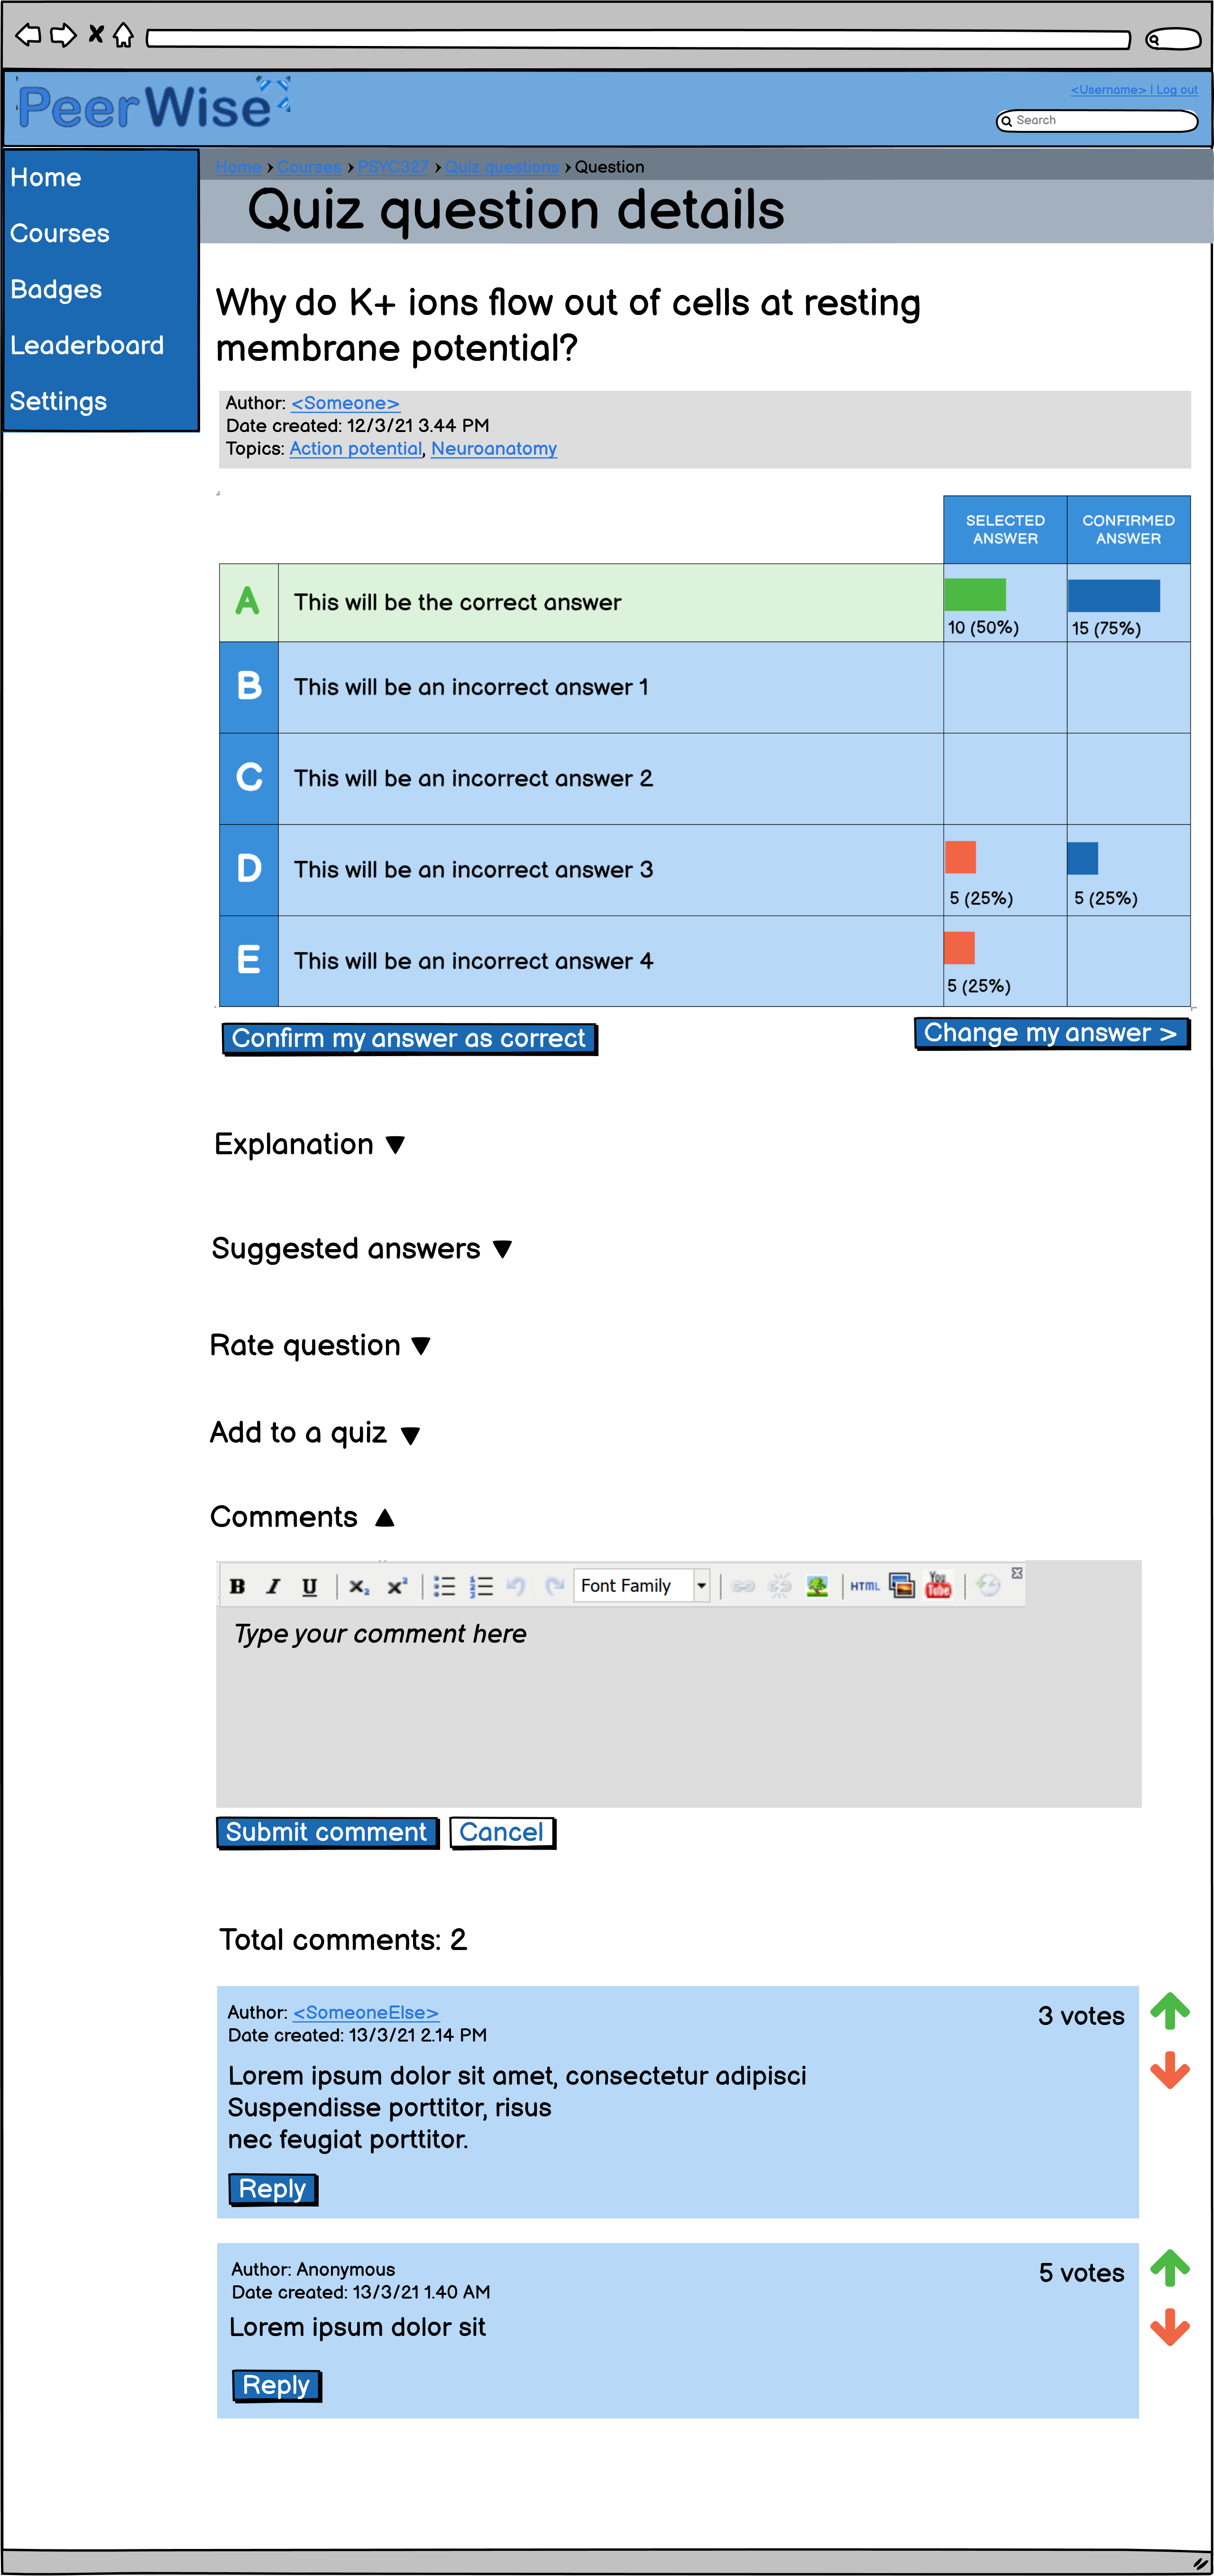 PeerWise
<Username> | Log out
Search
Home
Courses
Badges
Leaderboard
Settings
Home › Courses › PSYC327 › Quiz questions › Question
Quiz question details
Why do K+ ions flow out of cells at resting
membrane potential?
Author: <Someone>
Date created: 12/3/21 3.44 PM
Topics: Action potential, Neuroanatomy
SELECTED
ANSWER
CONFIRMED
ANSWER
A This will be the correct answer
10 (50%) 15 (75%)
B This will be an incorrect answer 1
C This will be an incorrect answer 2
D This will be an incorrect answer 3
5 (25%) 5 (25%)
E This will be an incorrect answer 4
5 (25%)
Confirm my answer as correct
Change my answer >
Explanation ▼
Suggested answers ▼
Rate question ▼
Add to a quiz ▼
Comments ▲
B I U x₂ x² Font Family HTML You Tube
Type your comment here
Submit comment Cancel
Total comments: 2
Author: <SomeoneElse>
3 votes
Date created: 13/3/21 2.14 PM
Lorem ipsum dolor sit amet, consectetur adipisci
Suspendisse porttitor, risus
nec feugiat porttitor.
Reply
Author: Anonymous
5 votes
Date created: 13/3/21 1.40 AM
Lorem ipsum dolor sit
Reply